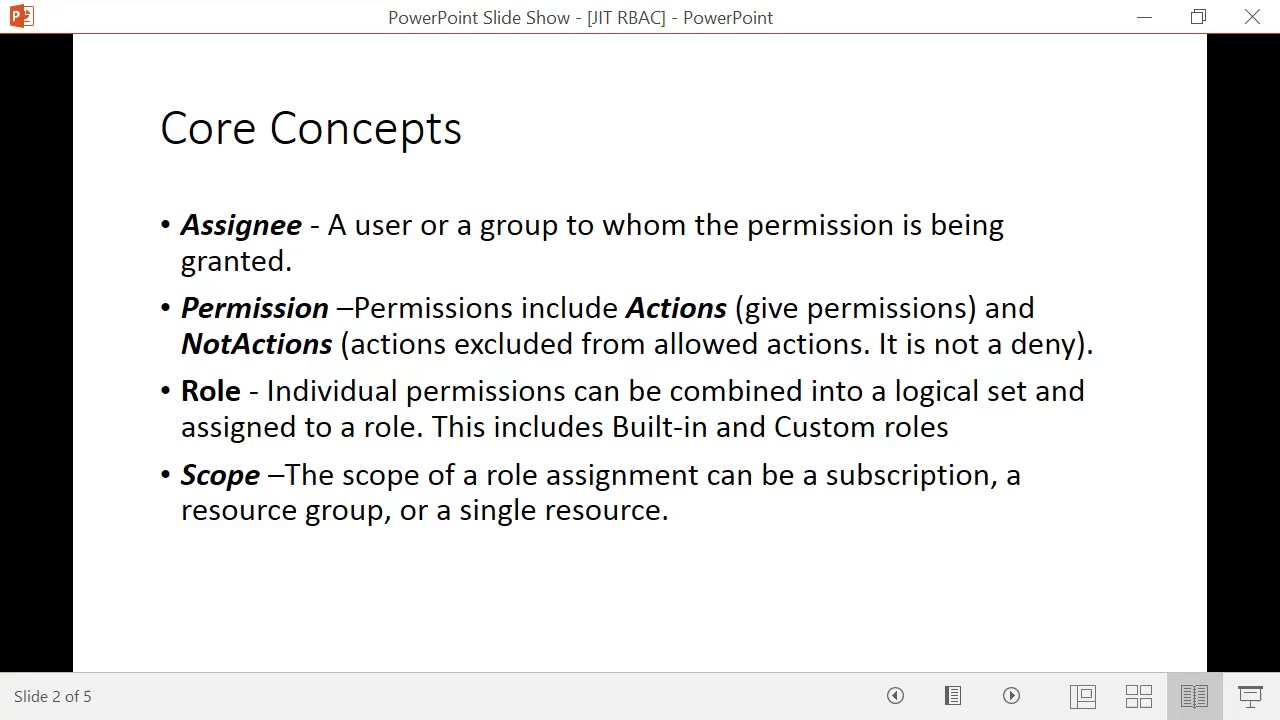 PowerPoint Slide Show - [JIT RBAC] - PowerPoint
Core Concepts
• Assignee - A user or a group to whom the permission is being
granted.
• Permission –Permissions include Actions (give permissions) and
NotActions (actions excluded from allowed actions. It is not a deny).
• Role - Individual permissions can be combined into a logical set and
assigned to a role. This includes Built-in and Custom roles
• Scope –The scope of a role assignment can be a subscription, a
resource group, or a single resource.
Slide 2 of 5